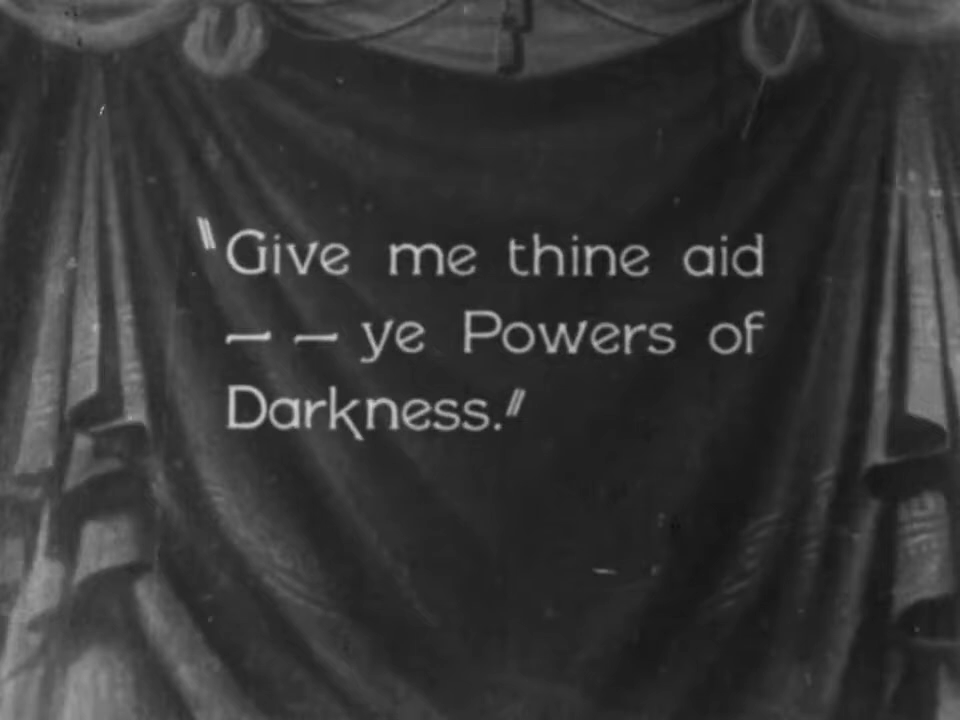 "Give me thine aid
– – ye Powers of
Darkness."